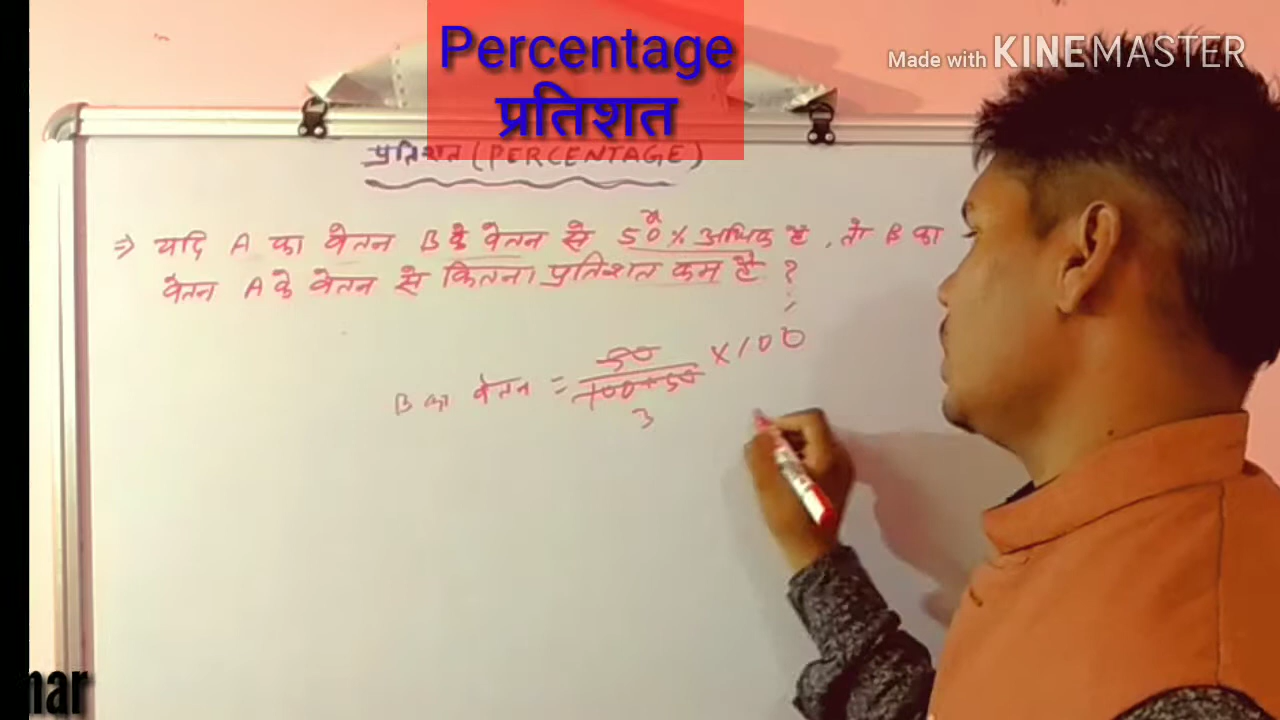 Percentage
प्रतिशत
Made with KINEMASTER
प्रतिशत (PERCENTAGE)
⇒ यदि A का वेतन B के वेतन से 50% अधिक है, तो B का
वेतन A के वेतन से कितना प्रतिशत कम है ?
B का वेतन = 50/100+50 × 100
3
mar